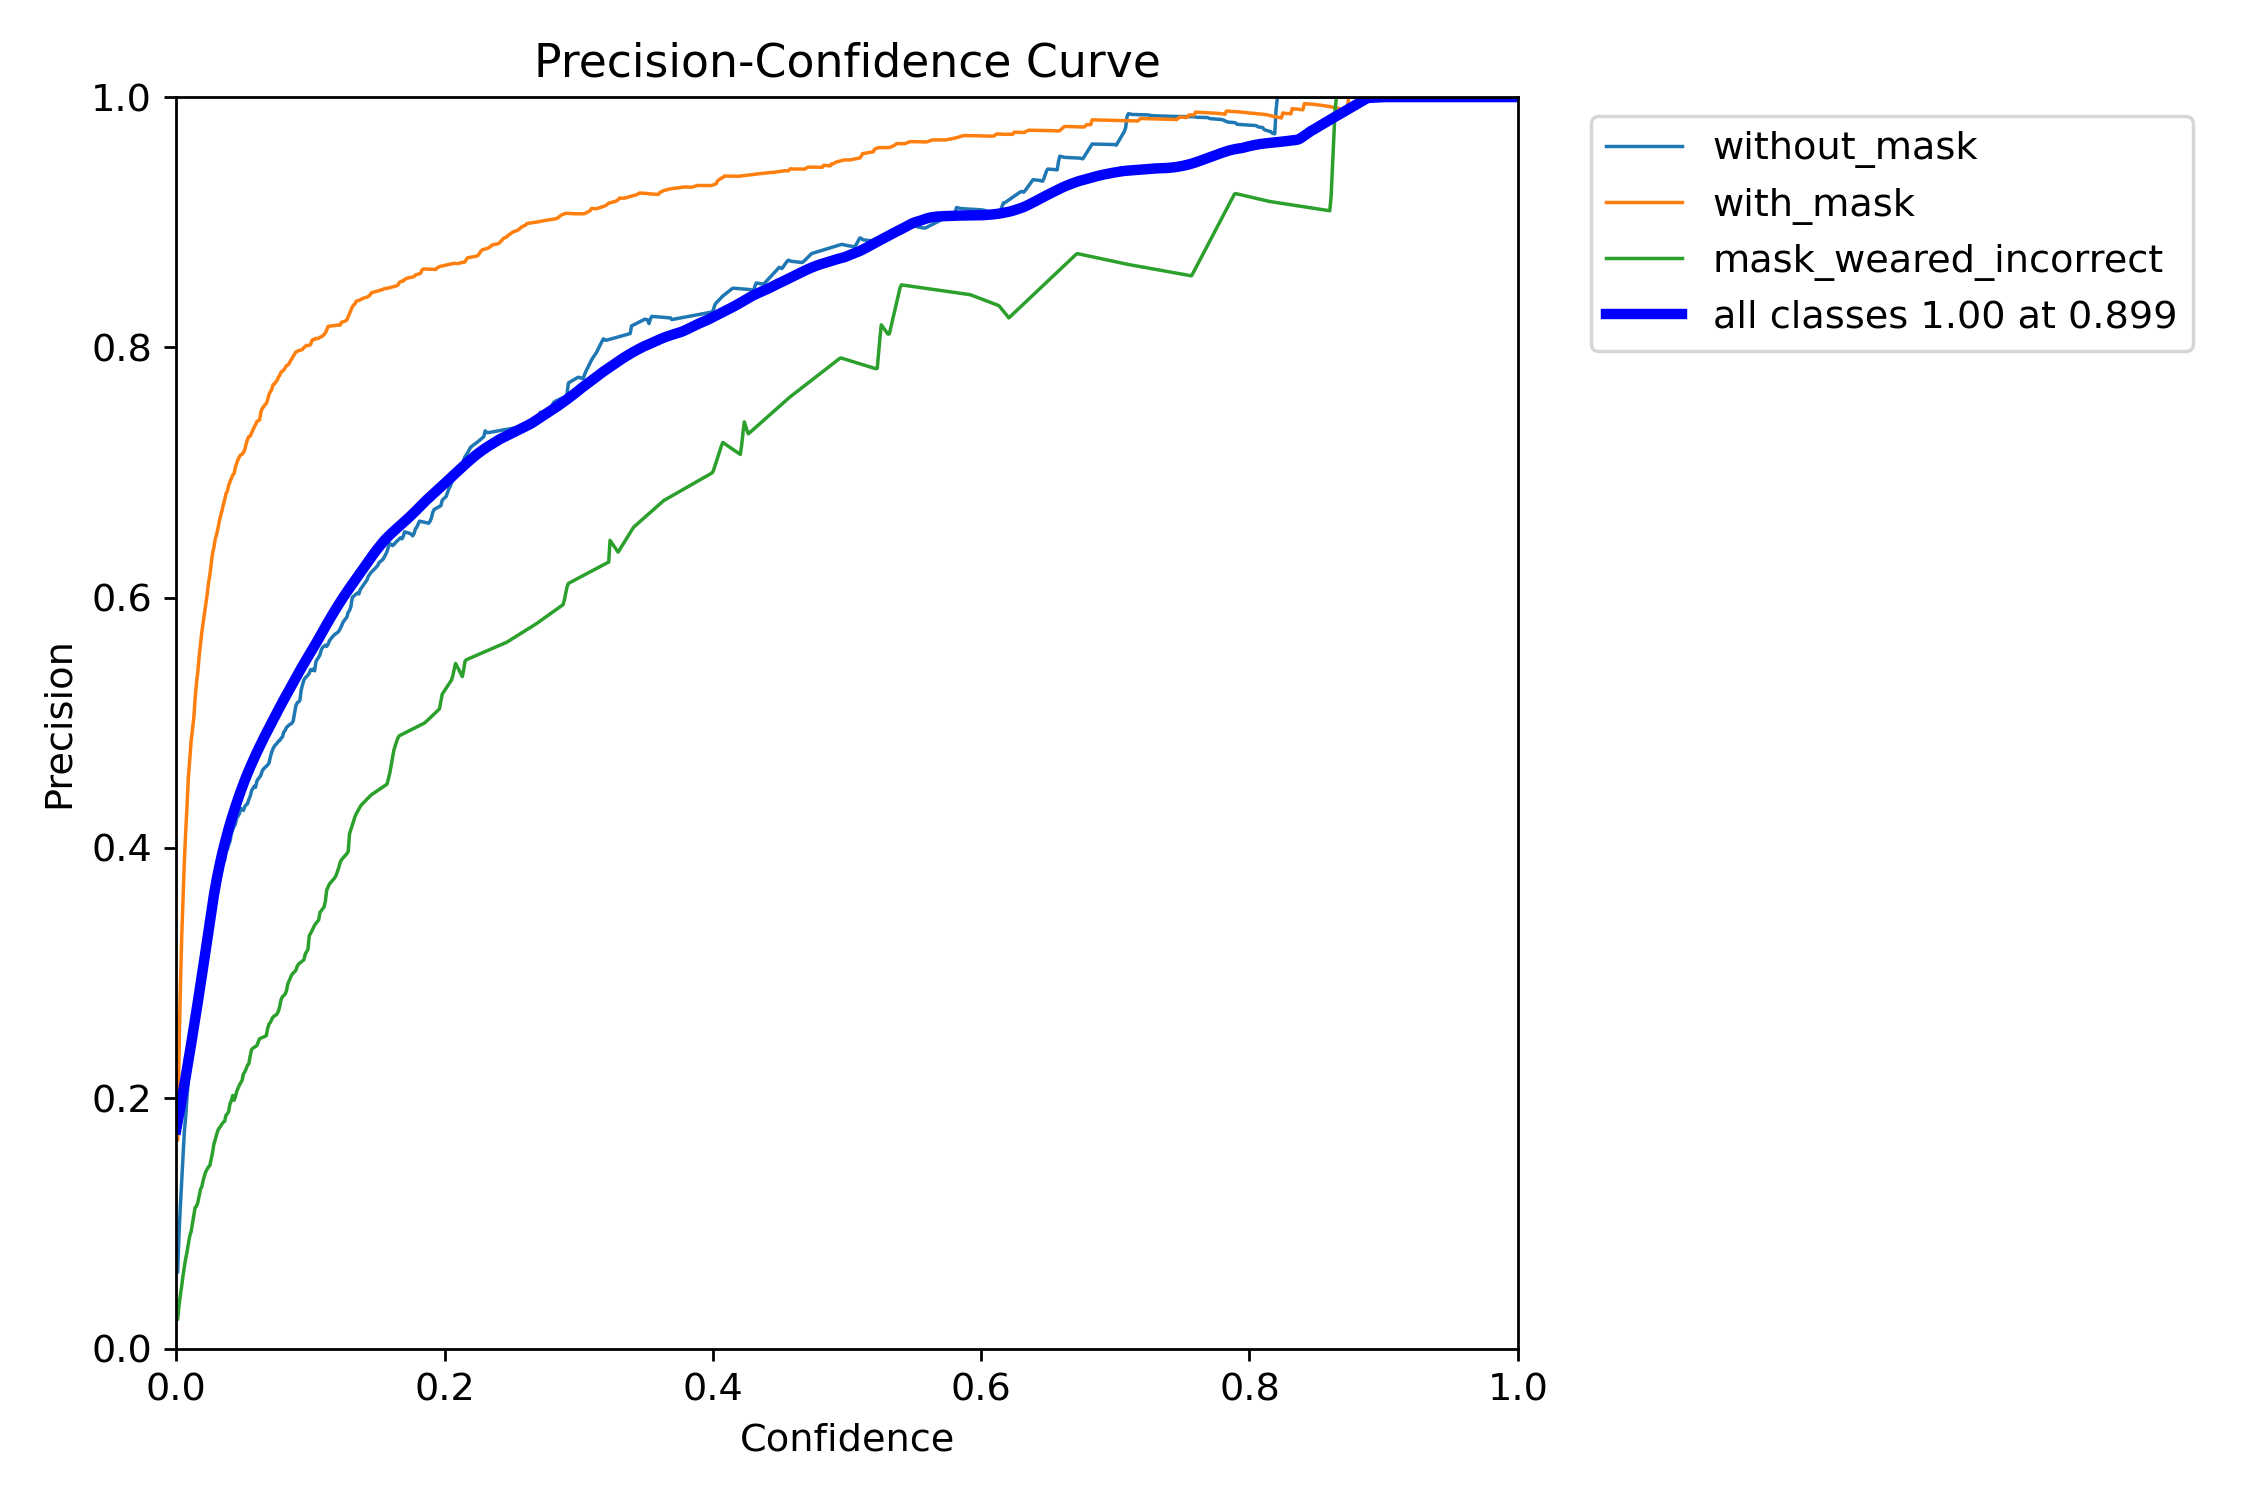 Precision-Confidence Curve
1.0
0.8
0.6
0.4
0.2
0.0
Precision
0.0 0.2 0.4 0.6 0.8 1.0
Confidence
without_mask
with_mask
mask_weared_incorrect
all classes 1.00 at 0.899